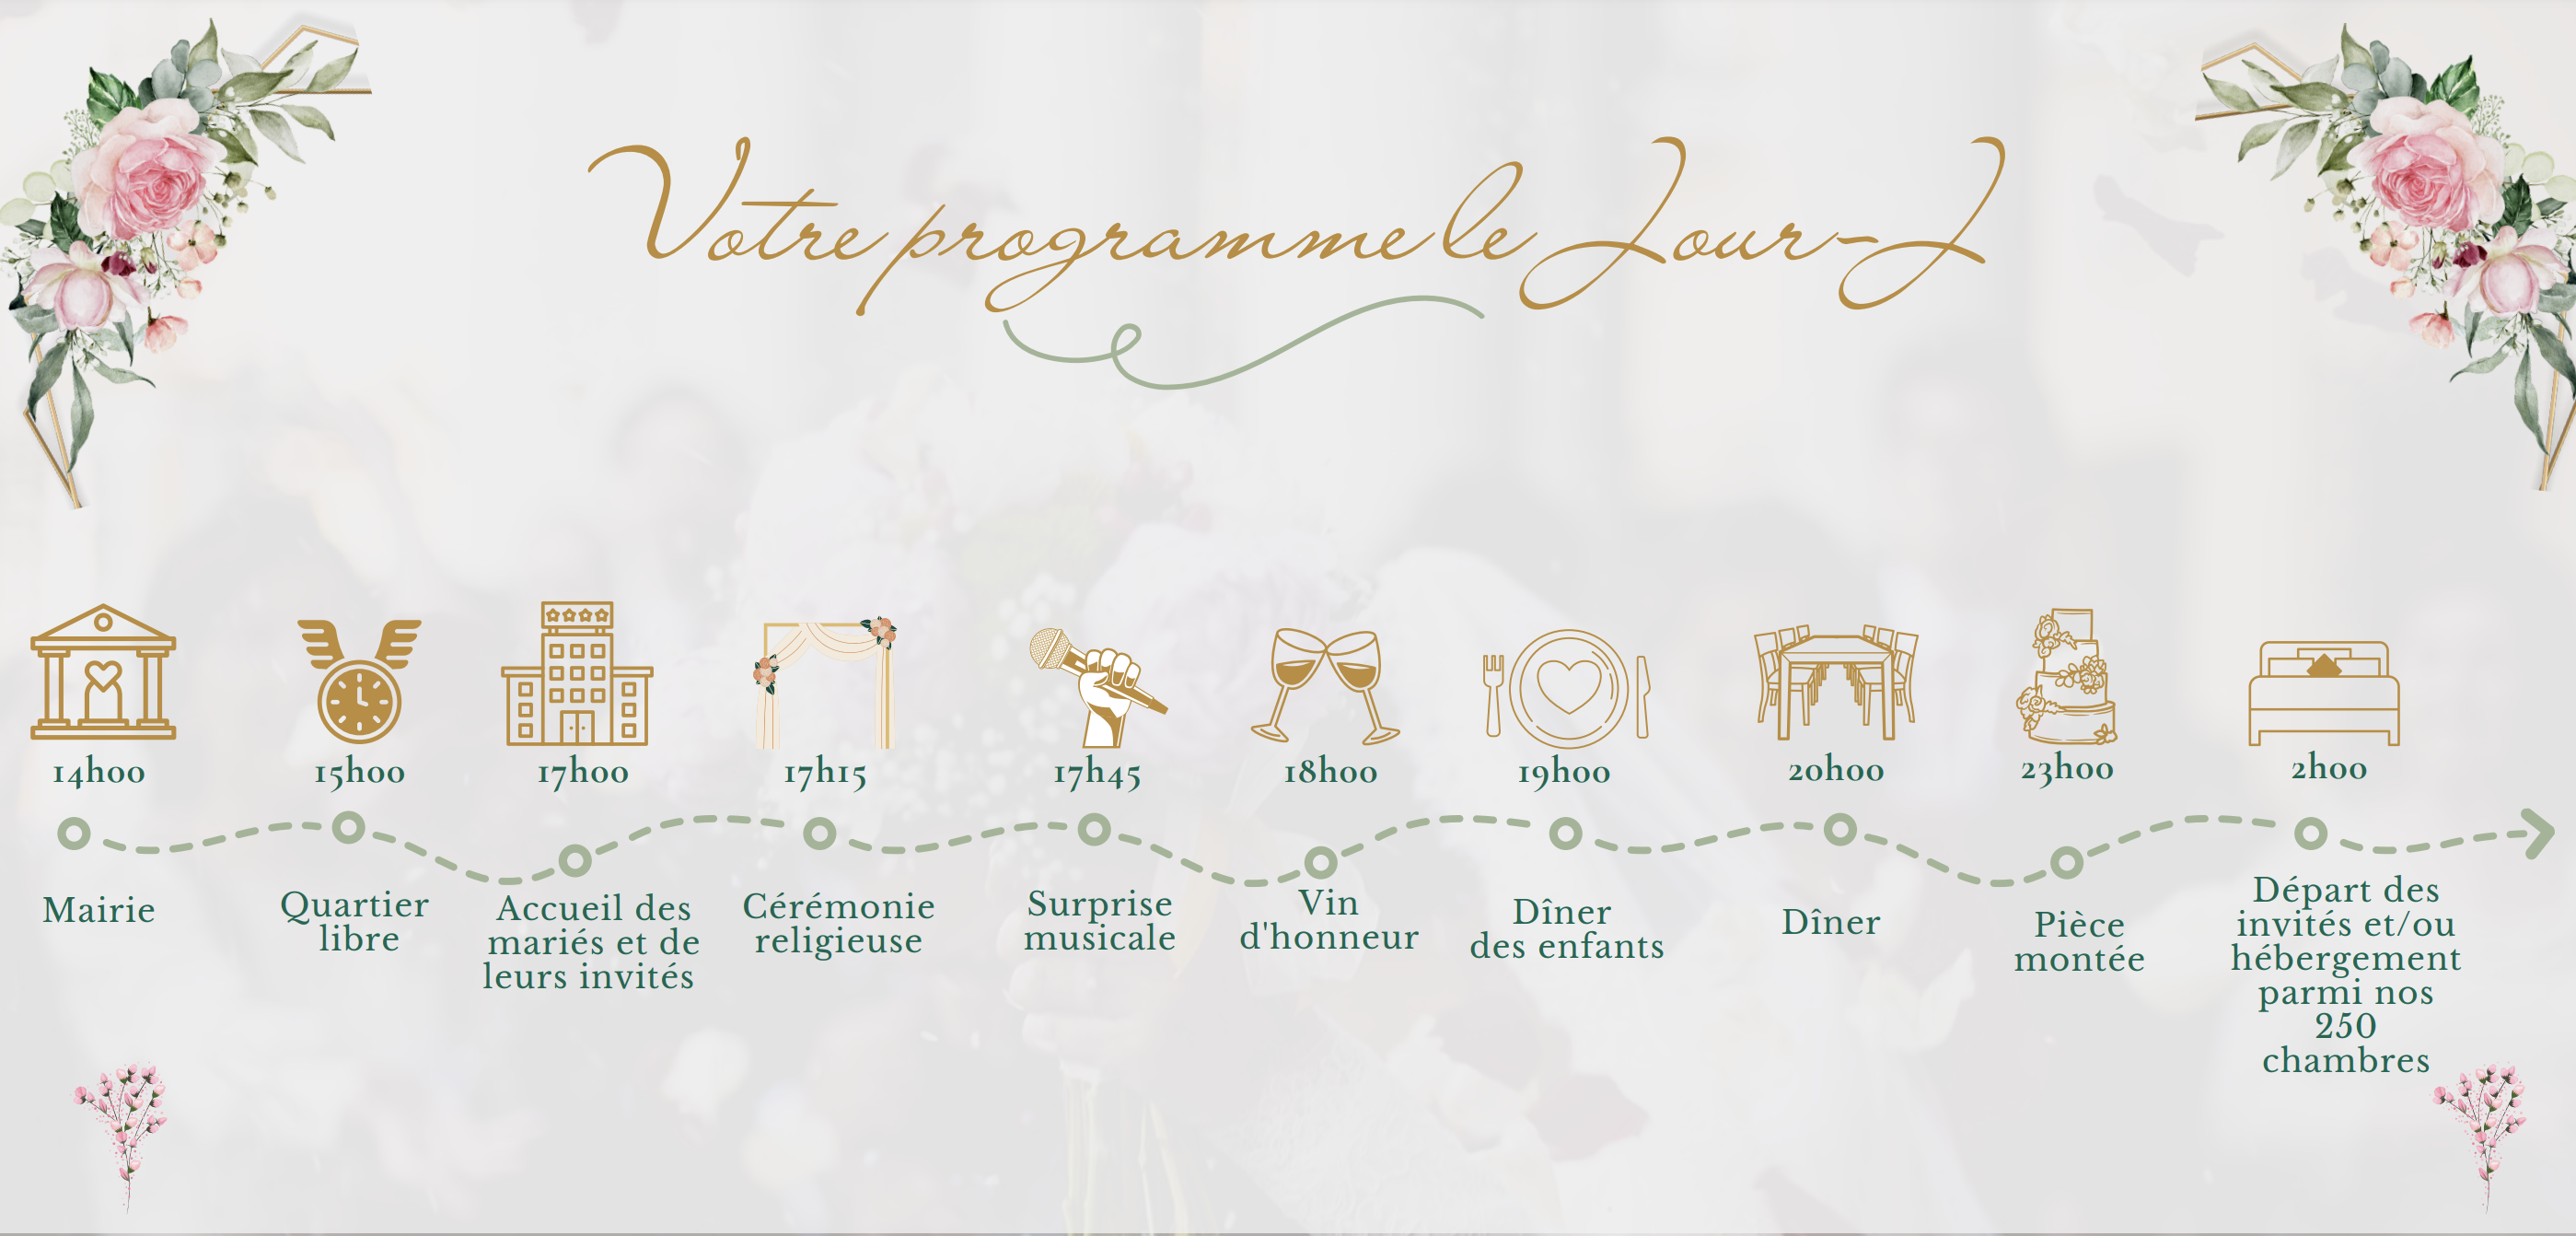 Votre programme le Jour-J
14h00
Mairie
15h00
Quartier
libre
17h00
Accueil des
mariés et de
leurs invités
17h15
Cérémonie
religieuse
17h45
Surprise
musicale
18h00
Vin
d'honneur
19h00
Dîner
des enfants
20h00
Dîner
23h00
Pièce
montée
2h00
Départ des
invités et/ou
hébergement
parmi nos
250
chambres